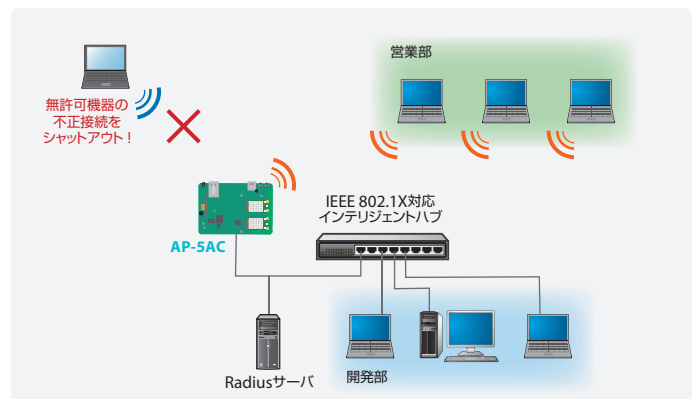 営業部
無許可機器の
不正接続を
シャットアウト！
IEEE 802.1X対応
インテリジェントハブ
AP-5AC
Radiusサーバ
開発部